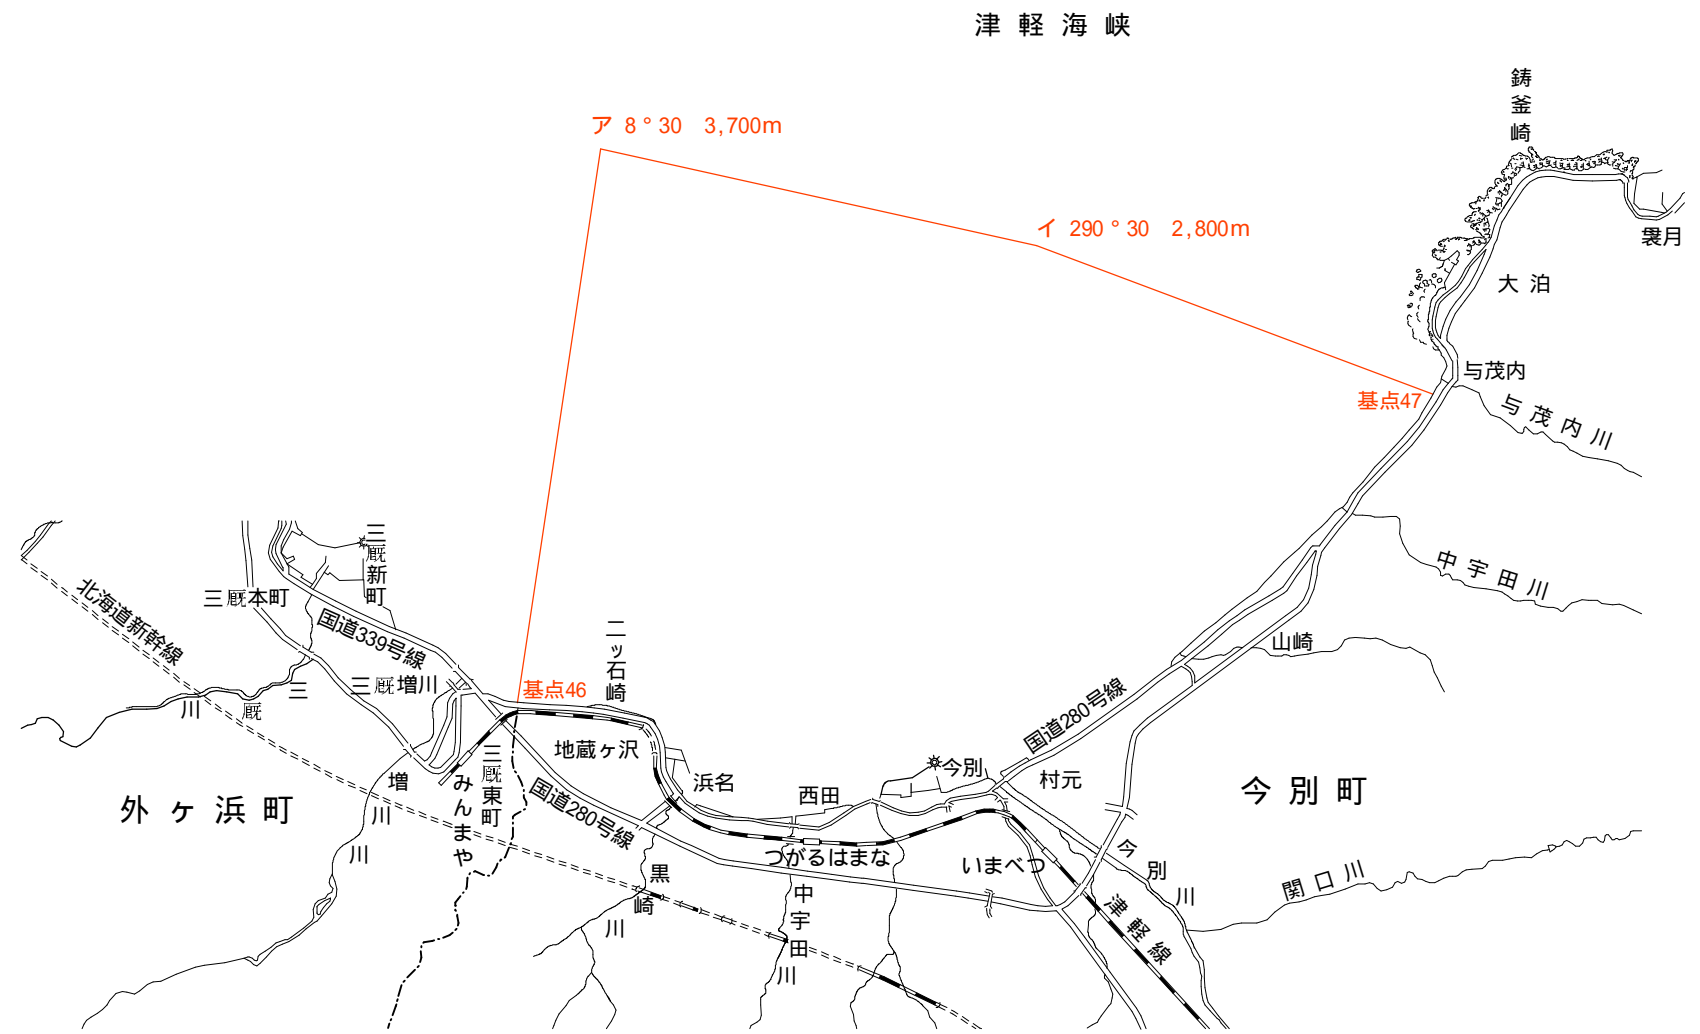 津軽海峡
鋳釜崎
ア 8°30 3,700m
イ 290°30 2,800m
袰月
大泊
与茂内
基点47
与茂内川
三厩新町
中宇田川
北海道新幹線
三厩本町
国道339号線
二ッ石崎
山崎
三厩増川
基点46
三厩川
国道280号線
地蔵ヶ沢
三厩東町
みんまや
浜名
今別
村元
西田
増川川
外ヶ浜町
今別町
国道280号線
つがるはまな
いまべつ
今別川
関口川
黒崎川
中宇田川
津軽線